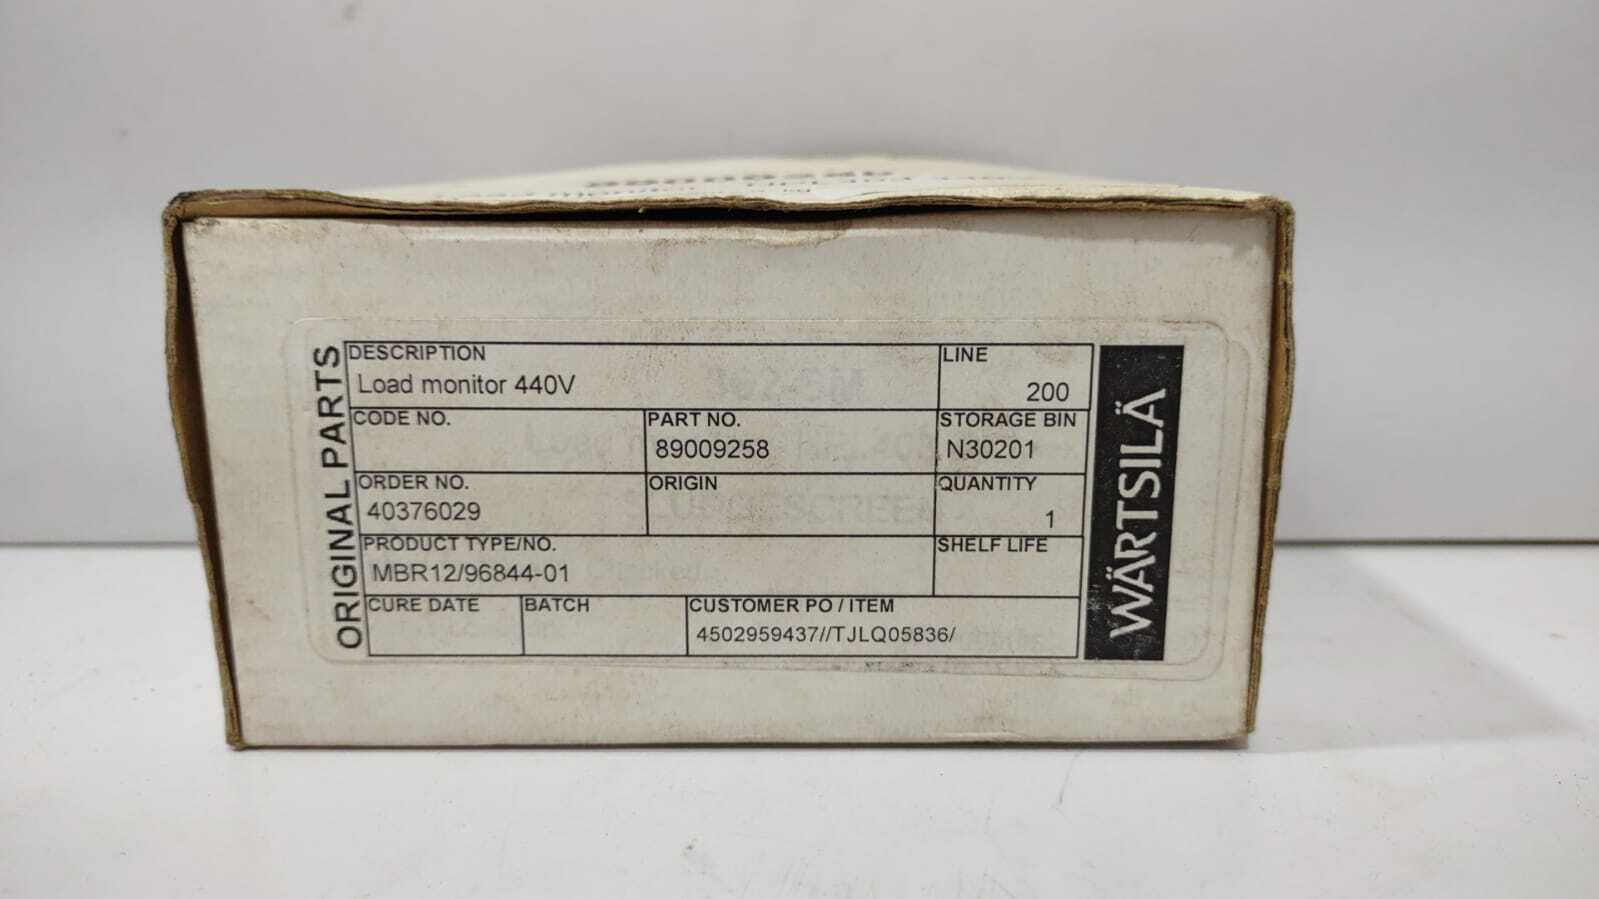 DESCRIPTION
Load monitor 440V
LINE
200
CODE NO.
PART NO.
89009258
STORAGE BIN
N30201
ORDER NO.
40376029
ORIGIN
QUANTITY
1
PRODUCT TYPE/NO.
MBR12/96844-01
SHELF LIFE
CURE DATE
BATCH
CUSTOMER PO / ITEM
4502959437//TJLQ05836/
ORIGINAL PARTS
WÄRTSILÄ